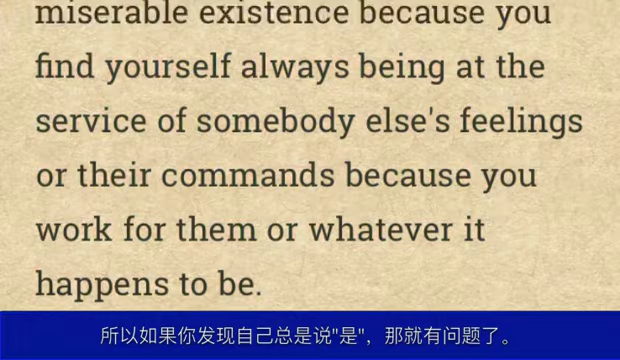 miserable existence because you
find yourself always being at the
service of somebody else's feelings
or their commands because you
work for them or whatever it
happens to be.
所以如果你发现自己总是说"是"，那就有问题了。